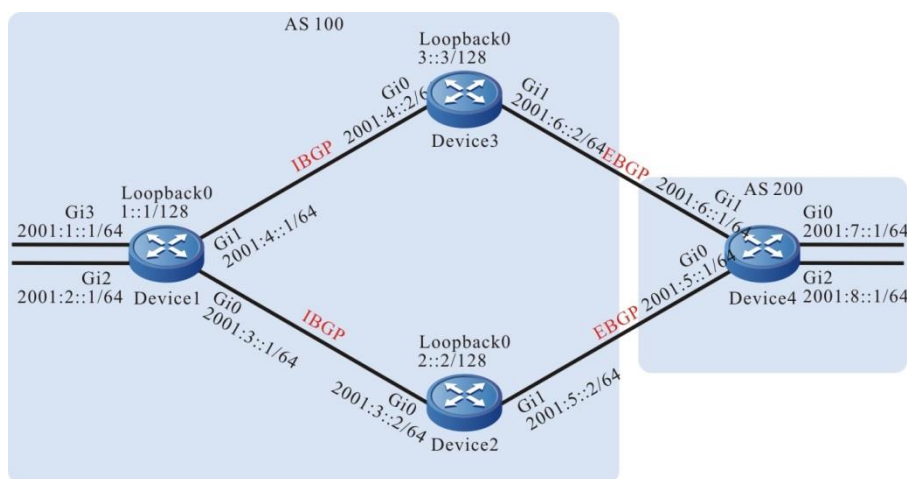 AS 100
Loopback0
3::3/128
Gi0
2001:4::2/6
Gi1
2001:6::2/64
Device3
IBGP
EBGP
AS 200
Loopback0
1::1/128
Gi3
2001:1::1/64
Gi2
2001:2::1/64
Device1
Gi1
2001:4::1/64
Gi0
2001:3::1/64
Gi1
2001:6::1/64
Gi0
2001:5::1/64
Gi0
2001:7::1/64
Gi2
2001:8::1/64
Device4
IBGP
EBGP
Loopback0
2::2/128
Gi0
2001:3::2/64
Gi1
2001:5::2/64
Device2